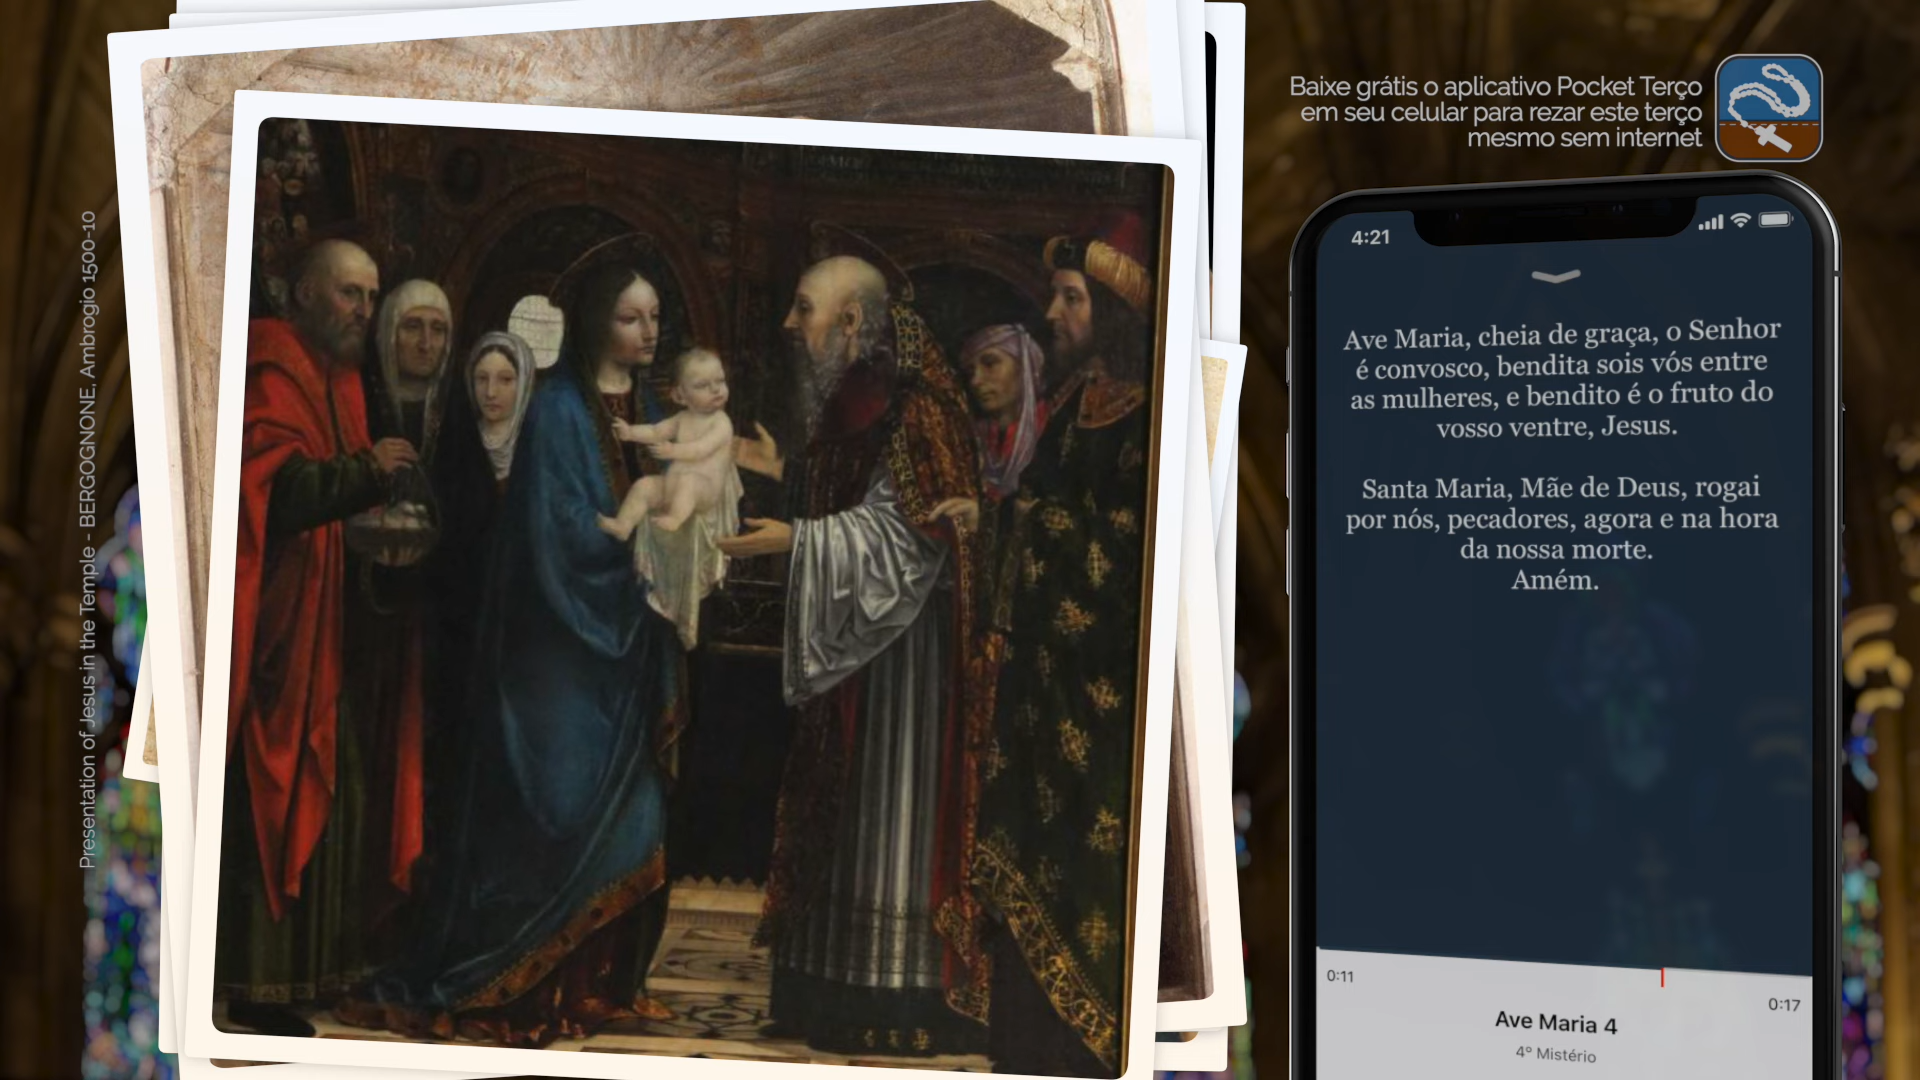 Presentation of Jesus in the Temple - BERGOGNONE, Ambrogio 1500-10
Baixe grátis o aplicativo Pocket Terço
em seu celular para rezar este terço
mesmo sem internet
4:21
Ave Maria, cheia de graça, o Senhor
é convosco, bendita sois vós entre
as mulheres, e bendito é o fruto do
vosso ventre, Jesus.
Santa Maria, Mãe de Deus, rogai
por nós, pecadores, agora e na hora
da nossa morte.
Amém.
0:11
0:17
Ave Maria 4
4º Mistério